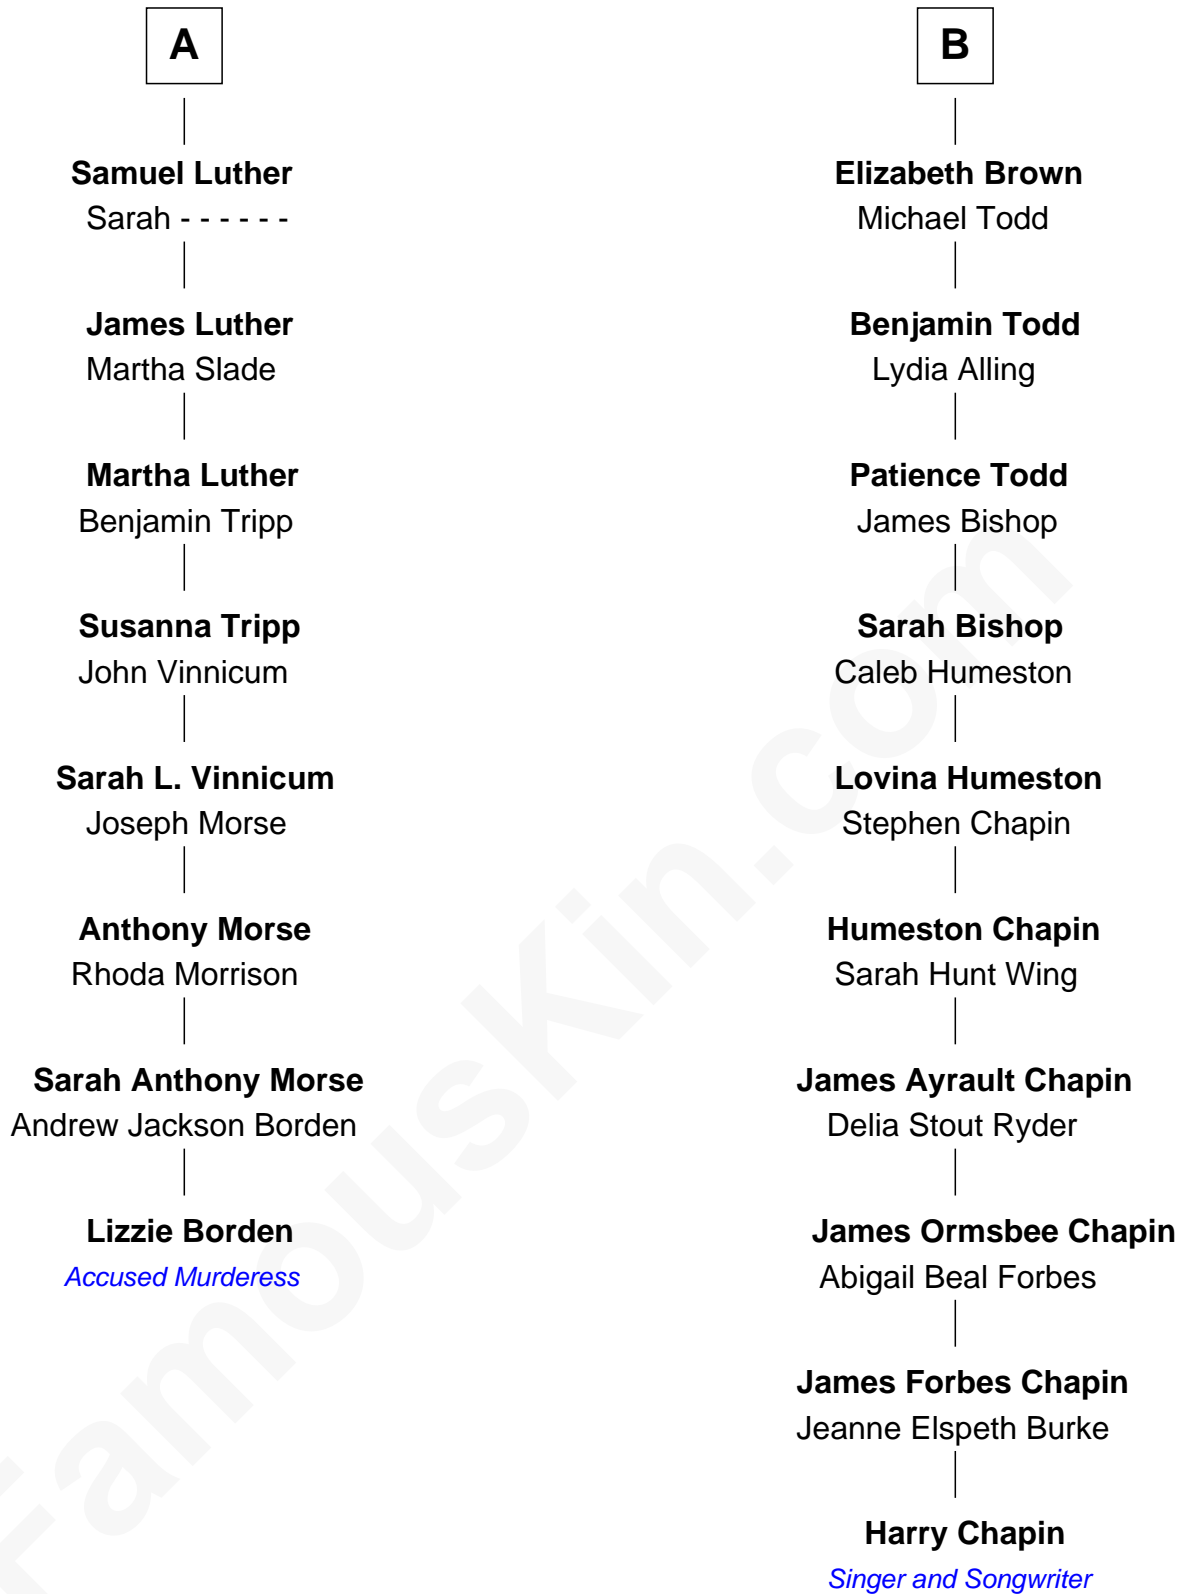 A
Samuel Luther
Sarah - - - - - -
James Luther
Martha Slade
Martha Luther
Benjamin Tripp
Susanna Tripp
John Vinnicum
Sarah L. Vinnicum
Joseph Morse
Anthony Morse
Rhoda Morrison
Sarah Anthony Morse
Andrew Jackson Borden
Lizzie Borden
Accused Murderess
B
Elizabeth Brown
Michael Todd
Benjamin Todd
Lydia Alling
Patience Todd
James Bishop
Sarah Bishop
Caleb Humeston
Lovina Humeston
Stephen Chapin
Humeston Chapin
Sarah Hunt Wing
James Ayrault Chapin
Delia Stout Ryder
James Ormsbee Chapin
Abigail Beal Forbes
James Forbes Chapin
Jeanne Elspeth Burke
Harry Chapin
Singer and Songwriter
FamousKin.com